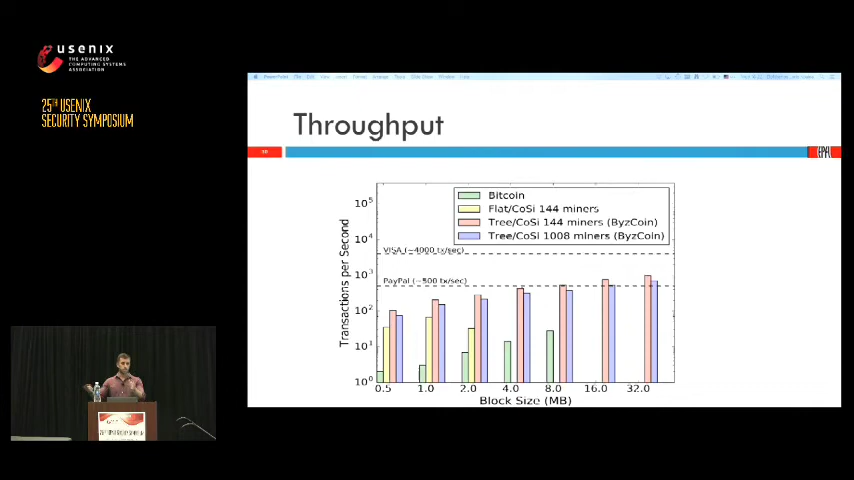 usenix
THE ADVANCED
COMPUTING SYSTEMS
ASSOCIATION
25TH USENIX
SECURITY SYMPOSIUM
Throughput
EPFL
Bitcoin
Flat/CoSi 144 miners
Tree/CoSi 144 miners (ByzCoin)
Tree/CoSi 1008 miners (ByzCoin)
VISA (~4000 tx/sec)
PayPal (~500 tx/sec)
Transactions per Second
10^5
10^4
10^3
10^2
10^1
10^0
0.5 1.0 2.0 4.0 8.0 16.0 32.0
Block Size (MB)